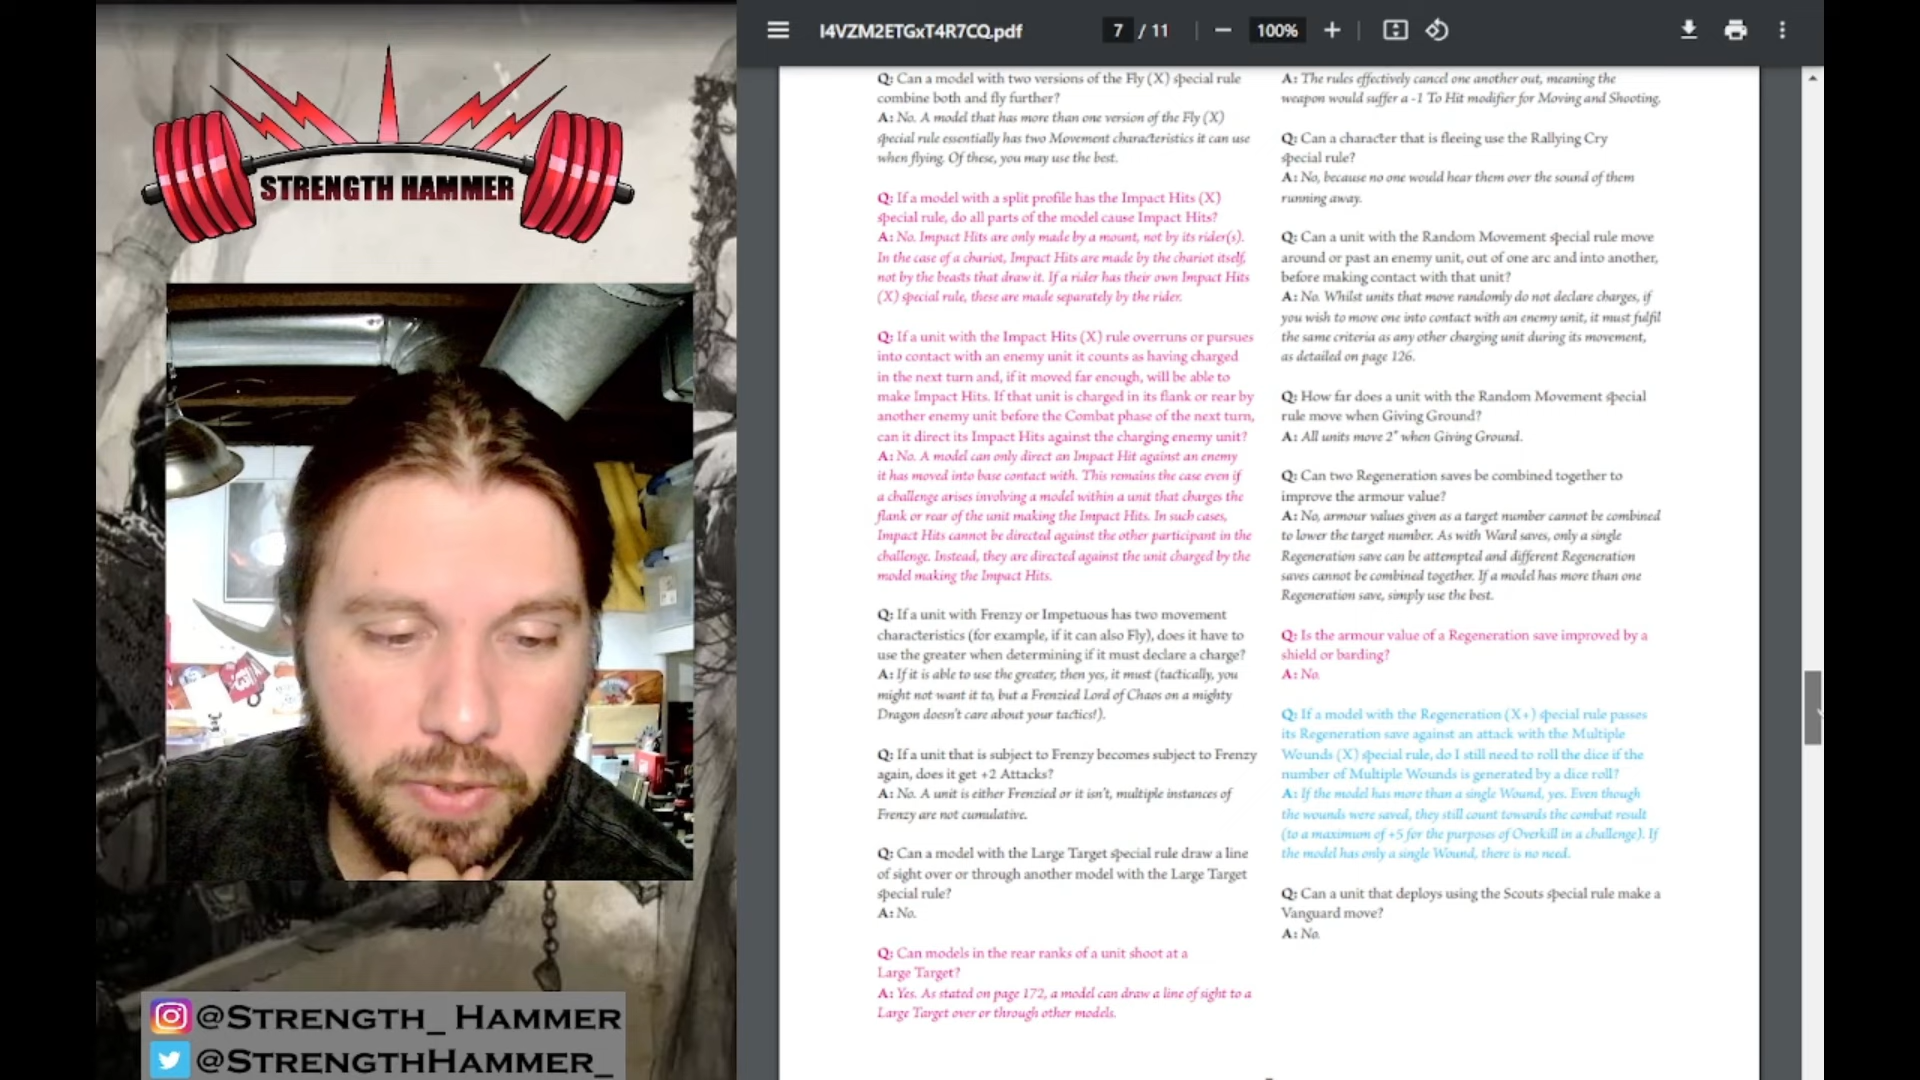 STRENGTH HAMMER
@STRENGTH_HAMMER
@STRENGTHHAMMER_
I4VZM2ETGxT4R7CQ.pdf
7 / 11
100%
Q: Can a model with two versions of the Fly (X) special rule
combine both and fly further?
A: No. A model that has more than one version of the Fly (X)
special rule essentially has two Movement characteristics it can use
when flying. Of these, you may use the best.
Q: If a model with a split profile has the Impact Hits (X)
special rule, do all parts of the model cause Impact Hits?
A: No. Impact Hits are only made by a mount, not by its rider(s).
In the case of a chariot, Impact Hits are made by the chariot itself,
not by the beasts that draw it. If a rider has their own Impact Hits
(X) special rule, these are made separately by the rider.
Q: If a unit with the Impact Hits (X) rule overruns or pursues
into contact with an enemy unit it counts as having charged
in the next turn and, if it moved far enough, will be able to
make Impact Hits. If that unit is charged in its flank or rear by
another enemy unit before the Combat phase of the next turn,
can it direct its Impact Hits against the charging enemy unit?
A: No. A model can only direct an Impact Hit against an enemy
it has moved into base contact with. This remains the case even if
a challenge arises involving a model within a unit that charges the
flank or rear of the unit making the Impact Hits. In such cases,
Impact Hits cannot be directed against the other participant in the
challenge. Instead, they are directed against the unit charged by the
model making the Impact Hits.
Q: If a unit with Frenzy or Impetuous has two movement
characteristics (for example, if it can also Fly), does it have to
use the greater when determining if it must declare a charge?
A: If it is able to use the greater, then yes, it must (tactically, you
might not want it to, but a Frenzied Lord of Chaos on a mighty
Dragon doesn't care about your tactics!).
Q: If a unit that is subject to Frenzy becomes subject to Frenzy
again, does it get +2 Attacks?
A: No. A unit is either Frenzied or it isn't, multiple instances of
Frenzy are not cumulative.
Q: Can a model with the Large Target special rule draw a line
of sight over or through another model with the Large Target
special rule?
A: No.
Q: Can models in the rear ranks of a unit shoot at a
Large Target?
A: Yes. As stated on page 172, a model can draw a line of sight to a
Large Target over or through other models.
A: The rules effectively cancel one another out, meaning the
weapon would suffer a -1 To Hit modifier for Moving and Shooting.
Q: Can a character that is fleeing use the Rallying Cry
special rule?
A: No, because no one would hear them over the sound of them
running away.
Q: Can a unit with the Random Movement special rule move
around or past an enemy unit, out of one arc and into another,
before making contact with that unit?
A: No. Whilst units that move randomly do not declare charges, if
you wish to move one into contact with an enemy unit, it must fulfil
the same criteria as any other charging unit during its movement,
as detailed on page 126.
Q: How far does a unit with the Random Movement special
rule move when Giving Ground?
A: All units move 2" when Giving Ground.
Q: Can two Regeneration saves be combined together to
improve the armour value?
A: No, armour values given as a target number cannot be combined
to lower the target number. As with Ward saves, only a single
Regeneration save can be attempted and different Regeneration
saves cannot be combined together. If a model has more than one
Regeneration save, simply use the best.
Q: Is the armour value of a Regeneration save improved by a
shield or barding?
A: No.
Q: If a model with the Regeneration (X+) special rule passes
its Regeneration save against an attack with the Multiple
Wounds (X) special rule, do I still need to roll the dice if the
number of Multiple Wounds is generated by a dice roll?
A: If the model has more than a single Wound, yes. Even though
the wounds were saved, they still count towards the combat result
(to a maximum of +5 for the purposes of Overkill in a challenge). If
the model has only a single Wound, there is no need.
Q: Can a unit that deploys using the Scouts special rule make a
Vanguard move?
A: No.